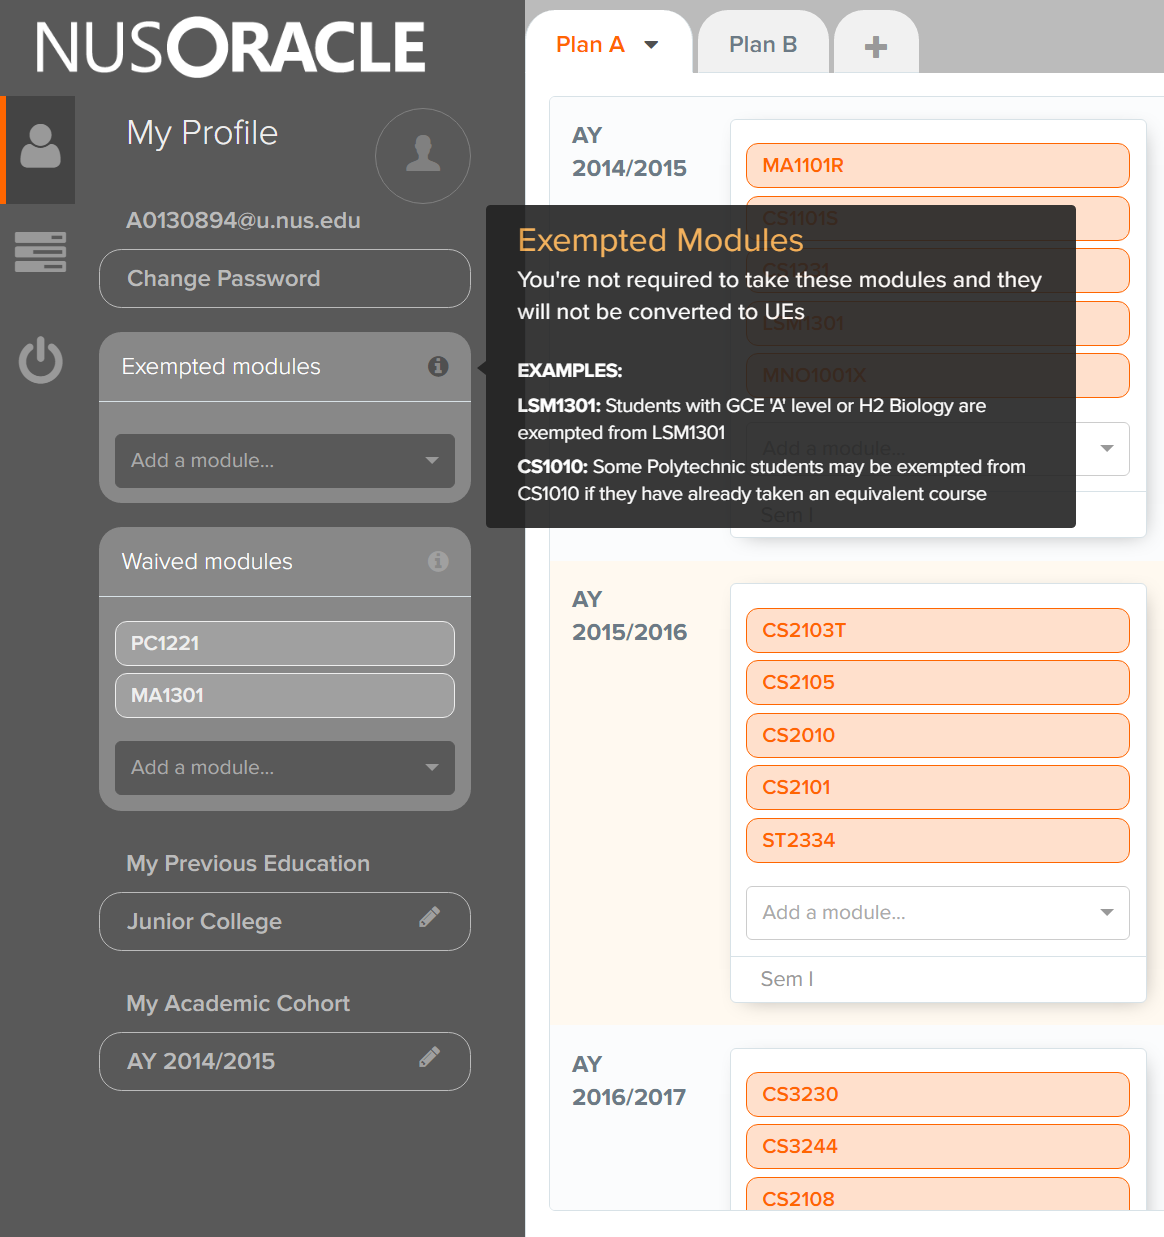 NUSORACLE
My Profile
A0130894@u.nus.edu
Change Password
Exempted modules
Add a module...
Waived modules
PC1221
MA1301
Add a module...
My Previous Education
Junior College
My Academic Cohort
AY 2014/2015
Plan A
Plan B
AY
2014/2015
MA1101R
CS1101S
CS1231
LSM1301
MNO1001X
Add a module...
Sem I
Exempted Modules
You're not required to take these modules and they
will not be converted to UEs
EXAMPLES:
LSM1301: Students with GCE 'A' level or H2 Biology are
exempted from LSM1301
CS1010: Some Polytechnic students may be exempted from
CS1010 if they have already taken an equivalent course
AY
2015/2016
CS2103T
CS2105
CS2010
CS2101
ST2334
Add a module...
Sem I
AY
2016/2017
CS3230
CS3244
CS2108